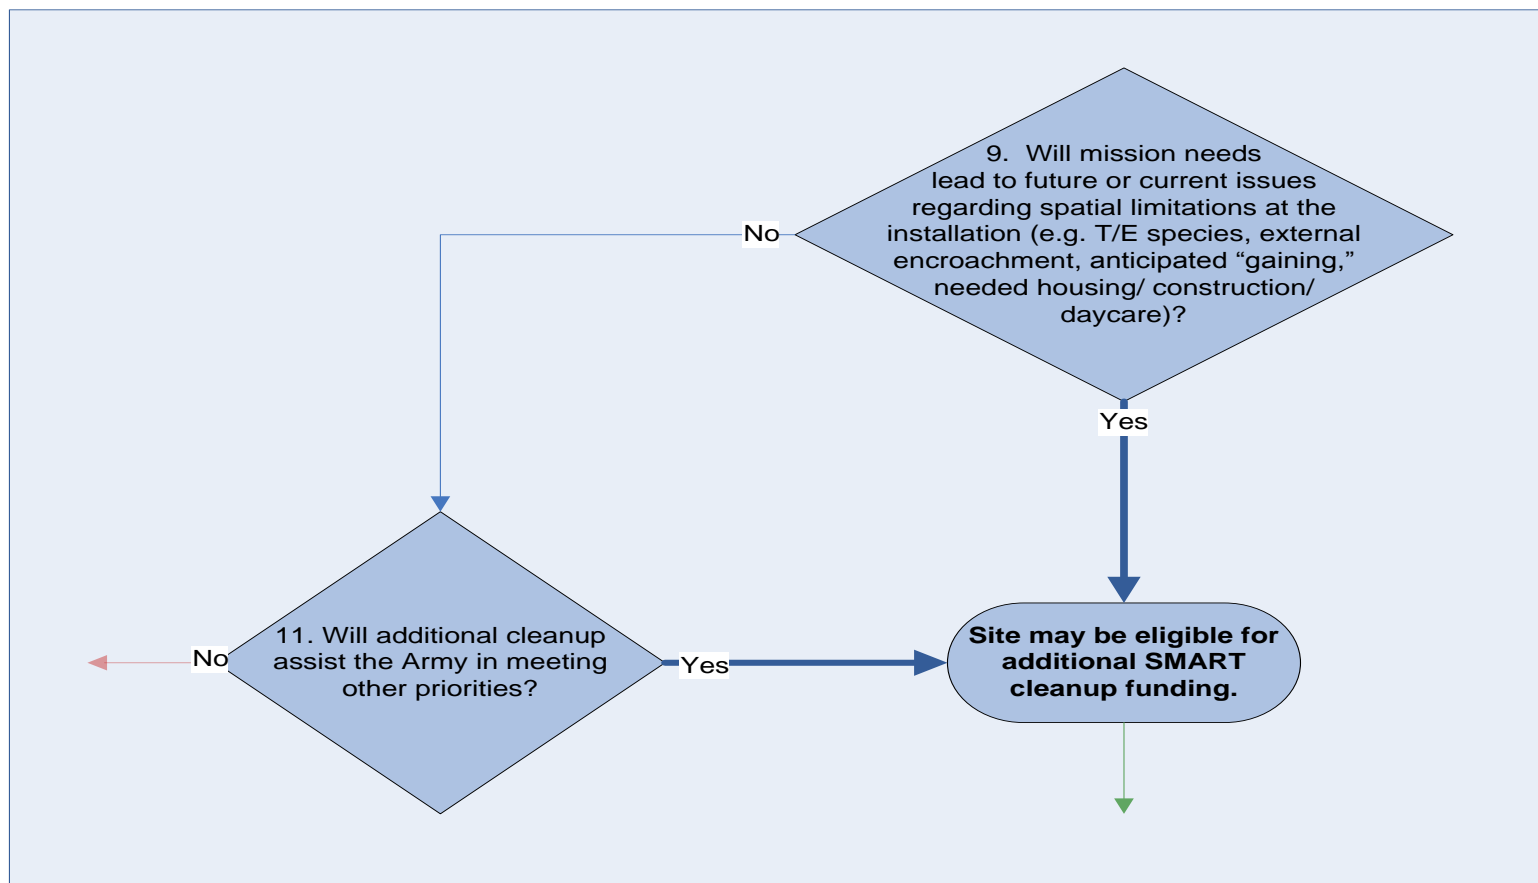 9.  Will mission needs
lead to future or current issues
regarding spatial limitations at the
installation (e.g. T/E species, external
encroachment, anticipated “gaining,”
needed housing/ construction/
daycare)?
No
Yes
11. Will additional cleanup
assist the Army in meeting
other priorities?
No
Yes
Site may be eligible for
additional SMART
cleanup funding.